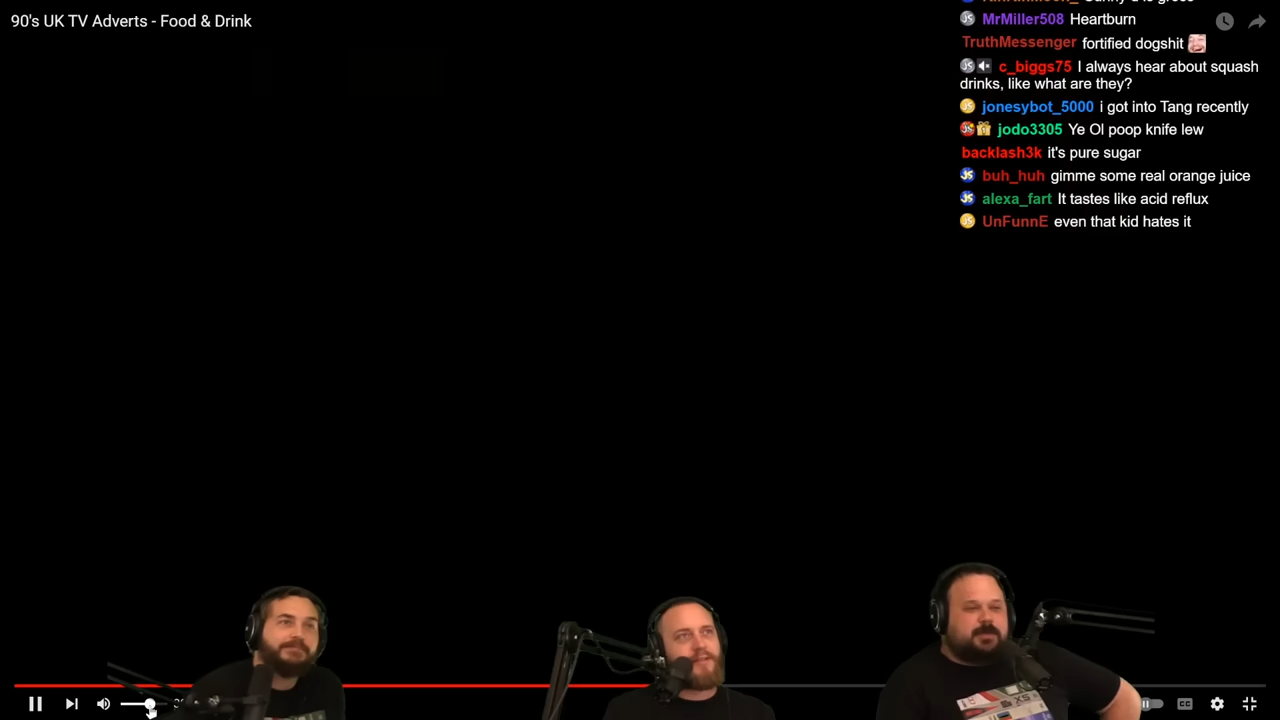 90's UK TV Adverts - Food & Drink
MrMiller508 Heartburn
TruthMessenger fortified dogshit
c_biggs75 I always hear about squash
drinks, like what are they?
jonesybot_5000 i got into Tang recently
jodo3305 Ye Ol poop knife lew
backlash3k it's pure sugar
buh_huh gimme some real orange juice
alexa_fart It tastes like acid reflux
UnFunnE even that kid hates it